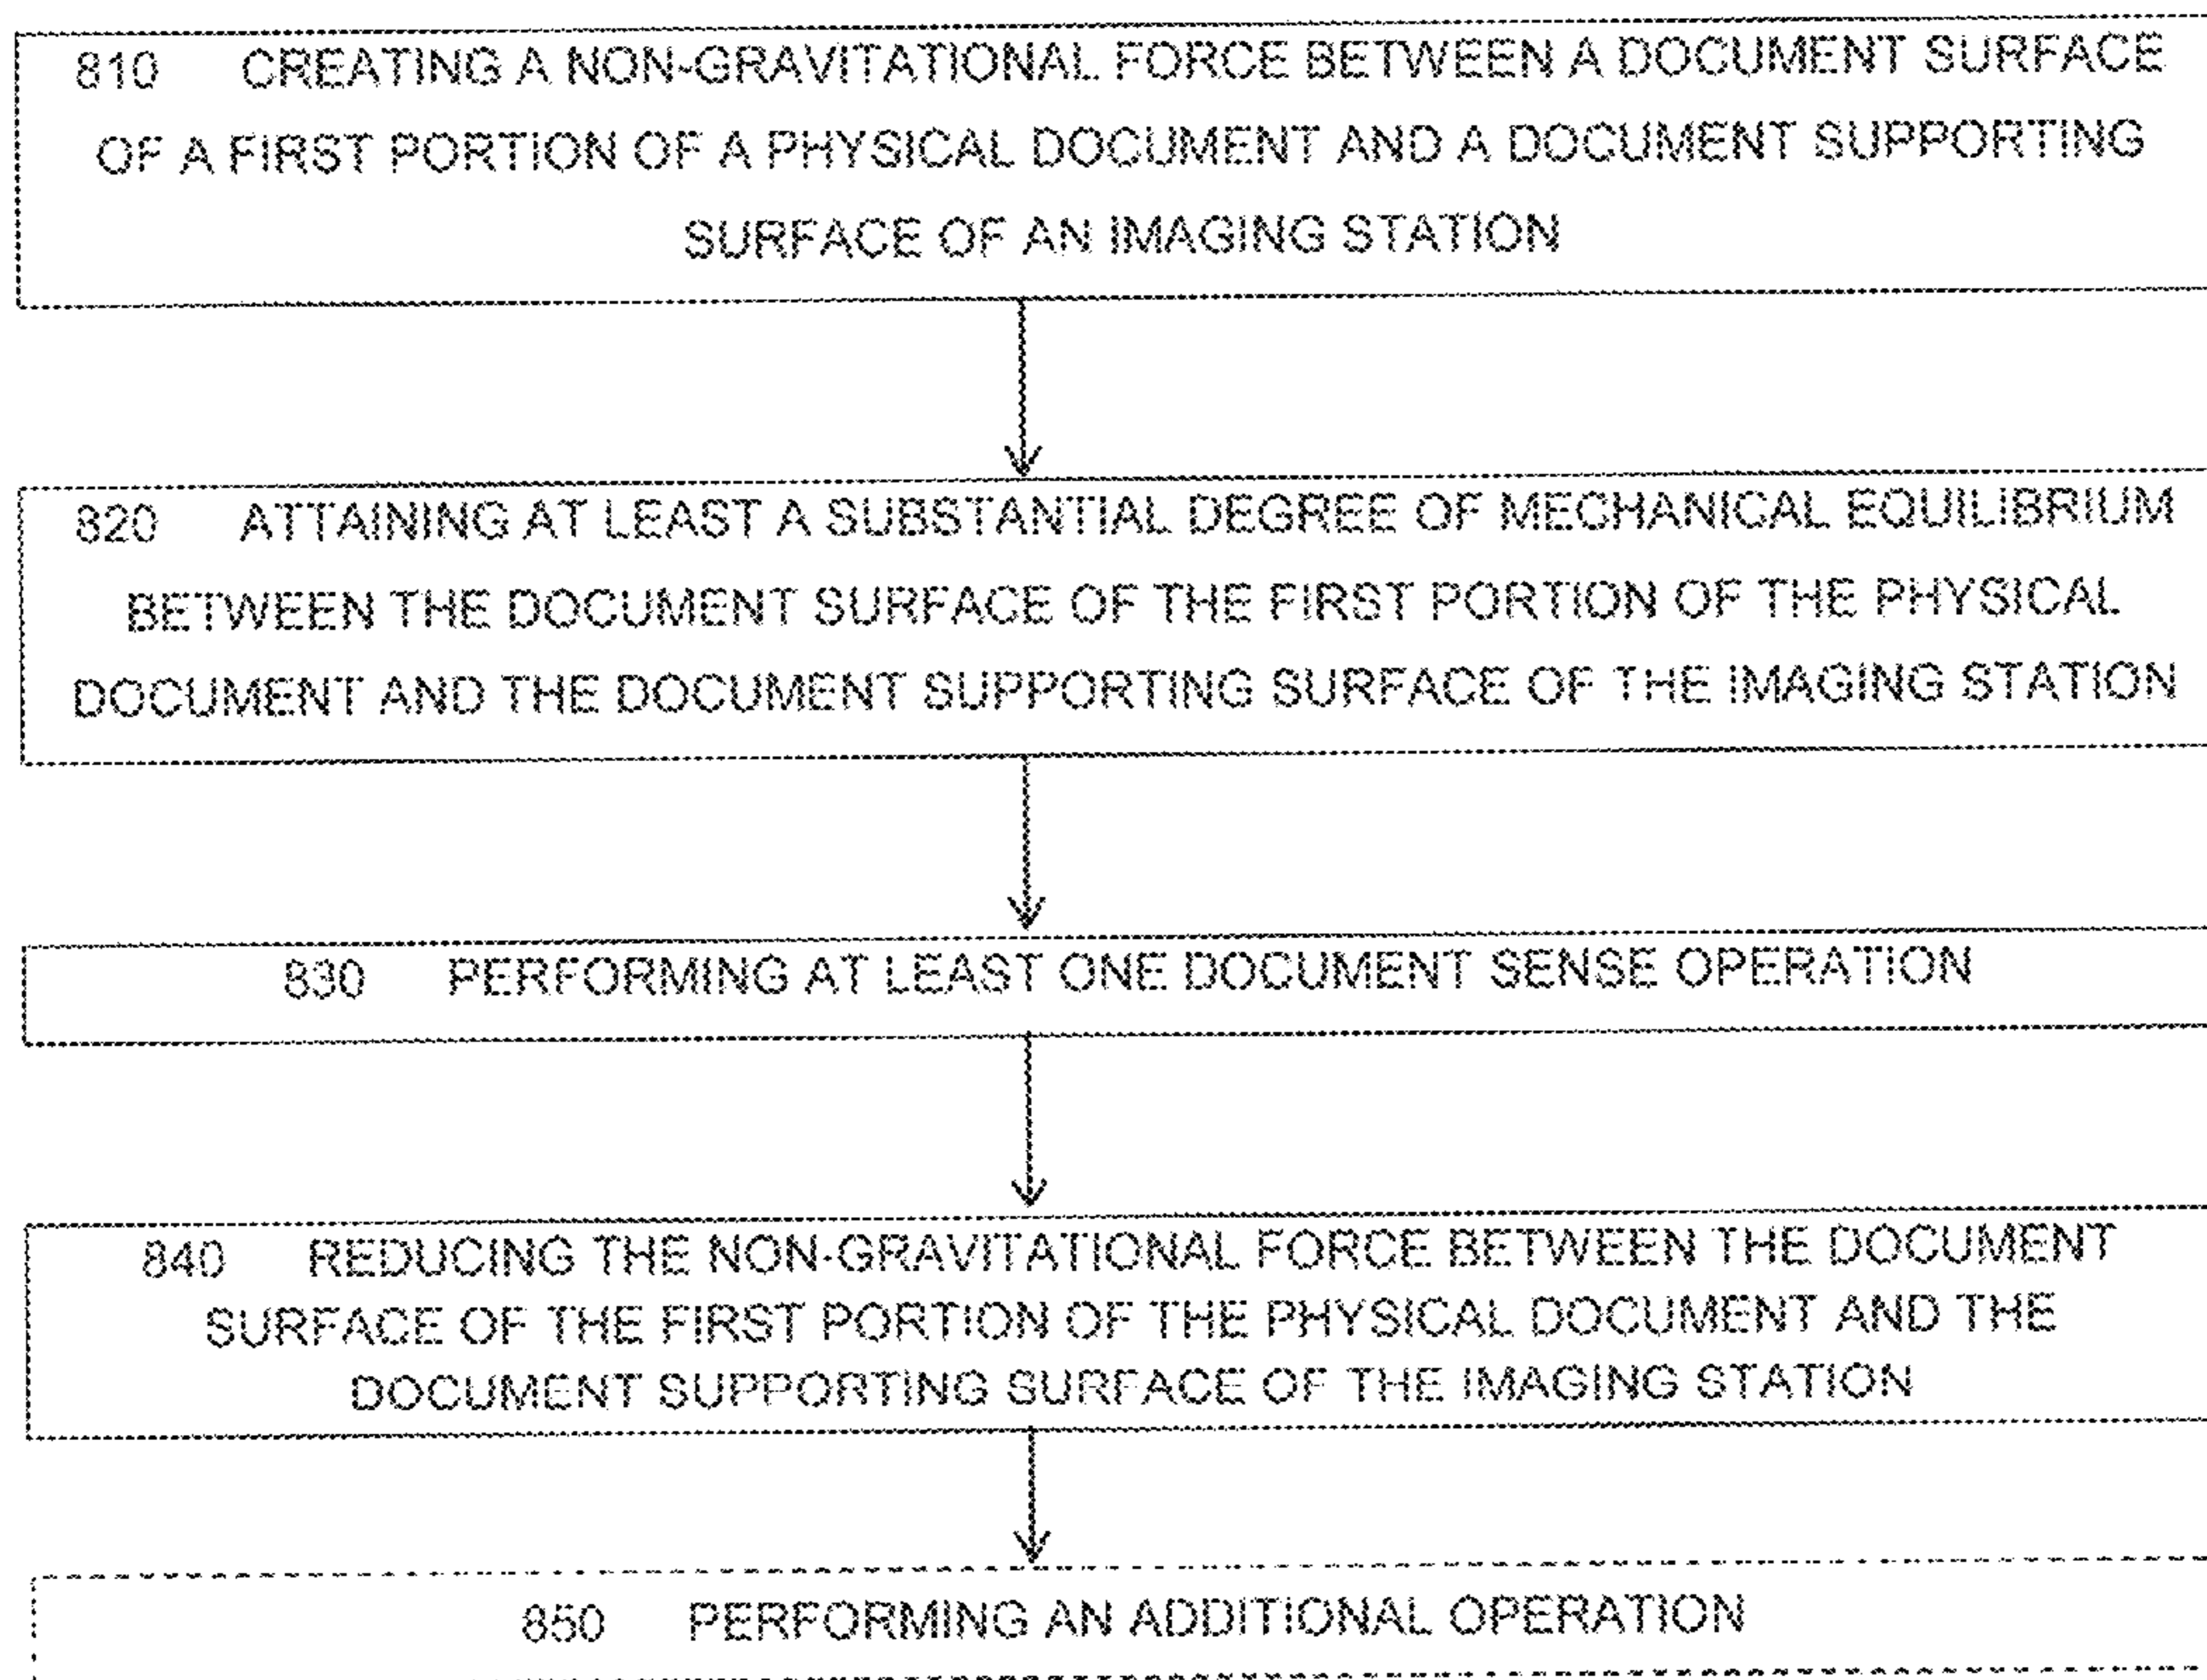 810 CREATING A NON-GRAVITATIONAL FORCE BETWEEN A DOCUMENT SURFACE
OF A FIRST PORTION OF A PHYSICAL DOCUMENT AND A DOCUMENT SUPPORTING
SURFACE OF AN IMAGING STATION
820 ATTAINING AT LEAST A SUBSTANTIAL DEGREE OF MECHANICAL EQUILIBRIUM
BETWEEN THE DOCUMENT SURFACE OF THE FIRST PORTION OF THE PHYSICAL
DOCUMENT AND THE DOCUMENT SUPPORTING SURFACE OF THE IMAGING STATION
830 PERFORMING AT LEAST ONE DOCUMENT SENSE OPERATION
840 REDUCING THE NON-GRAVITATIONAL FORCE BETWEEN THE DOCUMENT
SURFACE OF THE FIRST PORTION OF THE PHYSICAL DOCUMENT AND THE
DOCUMENT SUPPORTING SURFACE OF THE IMAGING STATION
850 PERFORMING AN ADDITIONAL OPERATION